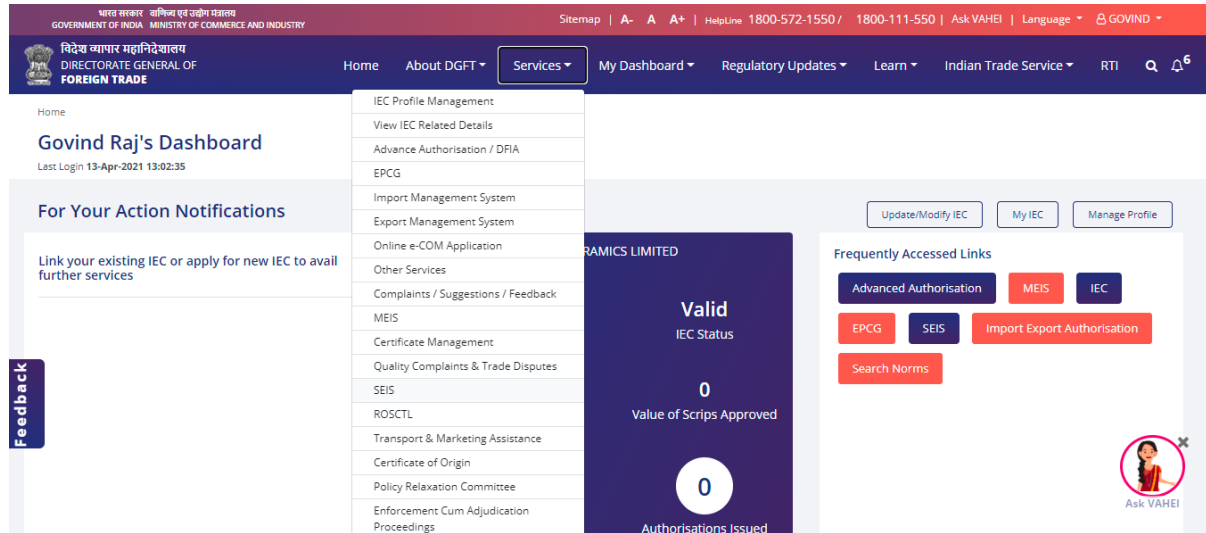 भारत सरकार वाणिज्य एवं उद्योग मंत्रालय
GOVERNMENT OF INDIA MINISTRY OF COMMERCE AND INDUSTRY
Sitemap | A- A A+ | HelpLine 1800-572-1550 / 1800-111-550 | Ask VAHEI | Language GOVIND
विदेश व्यापार महानिदेशालय
DIRECTORATE GENERAL OF
FOREIGN TRADE
Home About DGFT Services My Dashboard Regulatory Updates Learn Indian Trade Service RTI 6
Home
Govind Raj's Dashboard
Last Login 13-Apr-2021 13:02:35
IEC Profile Management
View IEC Related Details
Advance Authorisation / DFIA
EPCG
Import Management System
Export Management System
Online e-COM Application
Other Services
Complaints / Suggestions / Feedback
MEIS
Certificate Management
Quality Complaints & Trade Disputes
SEIS
ROSCTL
Transport & Marketing Assistance
Certificate of Origin
Policy Relaxation Committee
Enforcement Cum Adjudication
Proceedings
For Your Action Notifications
Update/Modify IEC My IEC Manage Profile
Link your existing IEC or apply for new IEC to avail
further services
RAMICS LIMITED
Valid
IEC Status
0
Value of Scrips Approved
0
Authorisations Issued
Frequently Accessed Links
Advanced Authorisation MEIS IEC
EPCG SEIS Import Export Authorisation
Search Norms
Feedback
Ask VAHEI